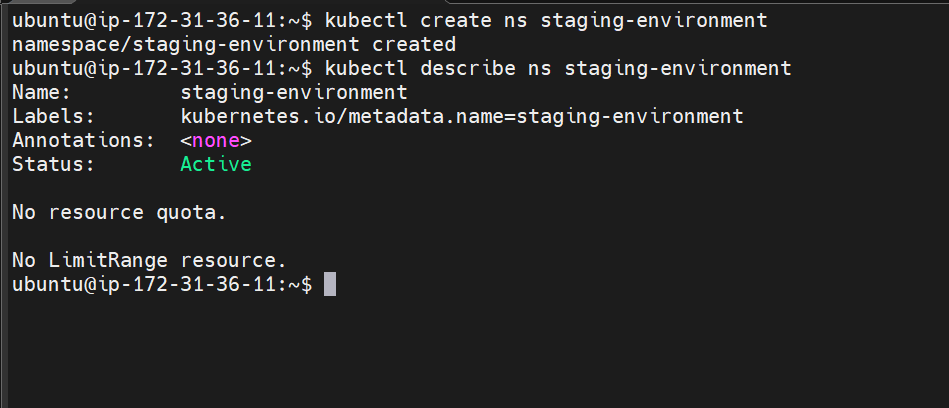 ubuntu@ip-172-31-36-11:~$ kubectl create ns staging-environment
namespace/staging-environment created
ubuntu@ip-172-31-36-11:~$ kubectl describe ns staging-environment
Name:         staging-environment
Labels:       kubernetes.io/metadata.name=staging-environment
Annotations:  <none>
Status:       Active

No resource quota.

No LimitRange resource.
ubuntu@ip-172-31-36-11:~$